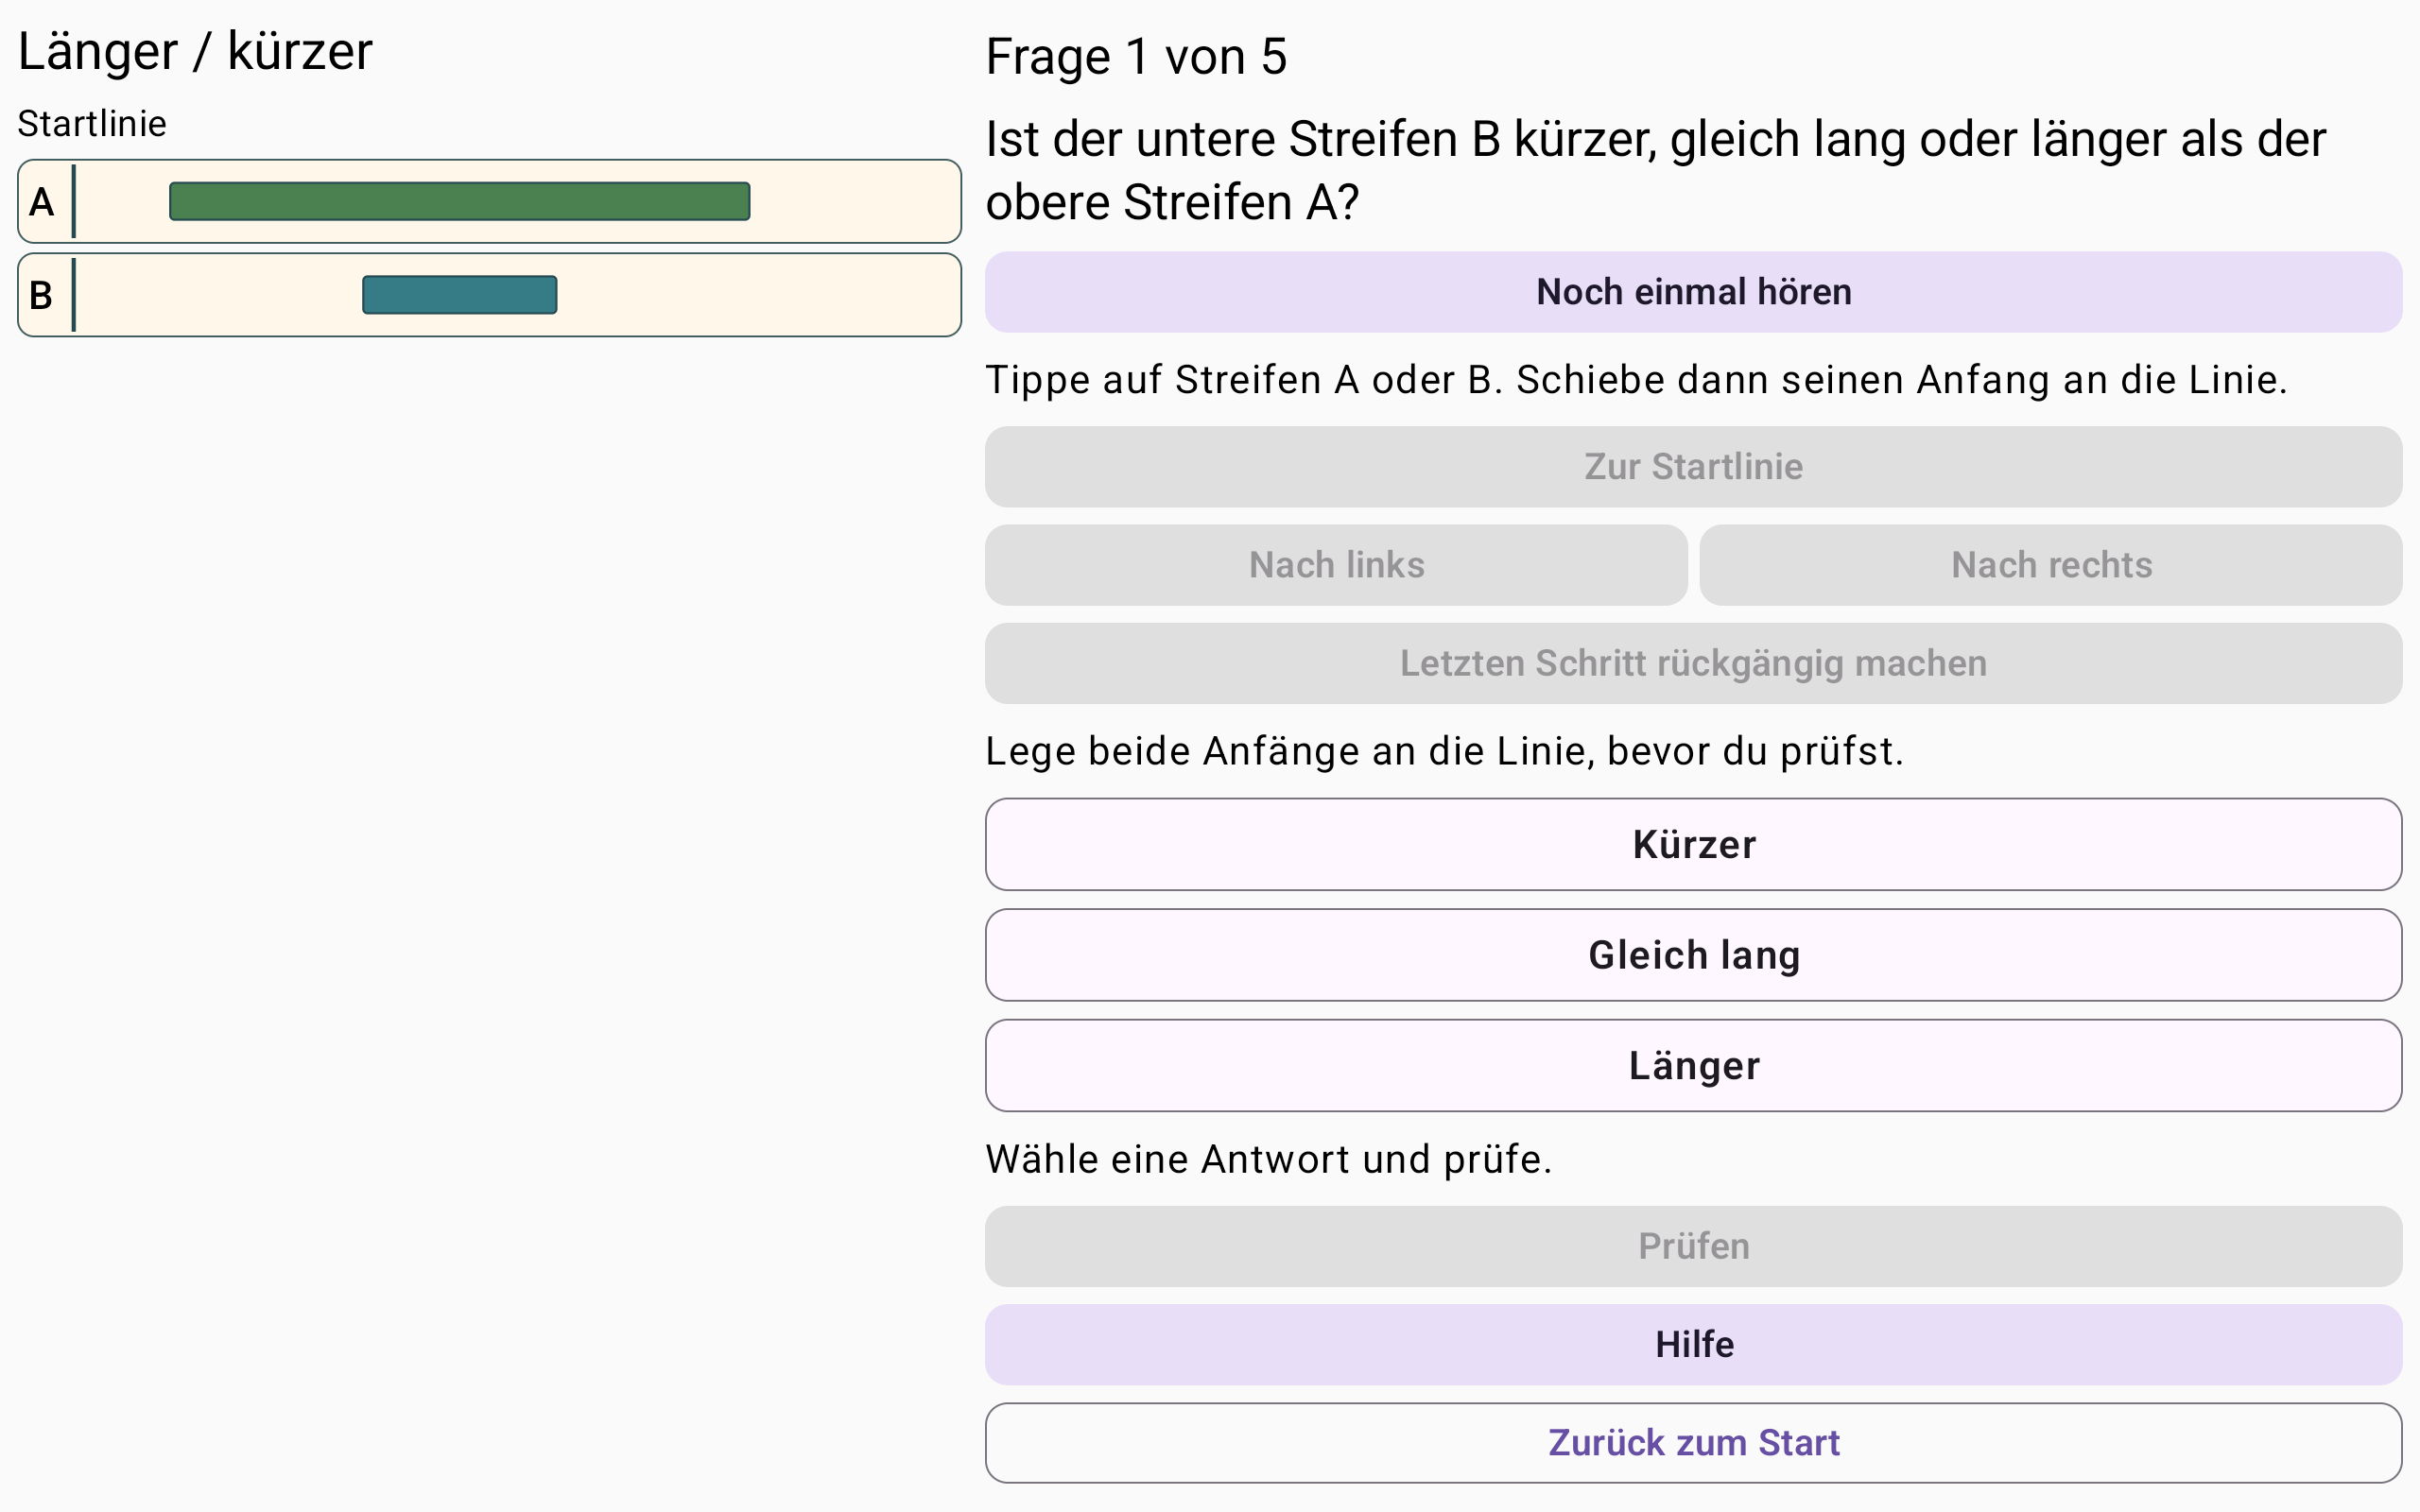 Länger / kürzer
Startlinie
A
B
Frage 1 von 5
Ist der untere Streifen B kürzer, gleich lang oder länger als der
obere Streifen A?
Noch einmal hören
Tippe auf Streifen A oder B. Schiebe dann seinen Anfang an die Linie.
Zur Startlinie
Nach links
Nach rechts
Letzten Schritt rückgängig machen
Lege beide Anfänge an die Linie, bevor du prüfst.
Kürzer
Gleich lang
Länger
Wähle eine Antwort und prüfe.
Prüfen
Hilfe
Zurück zum Start